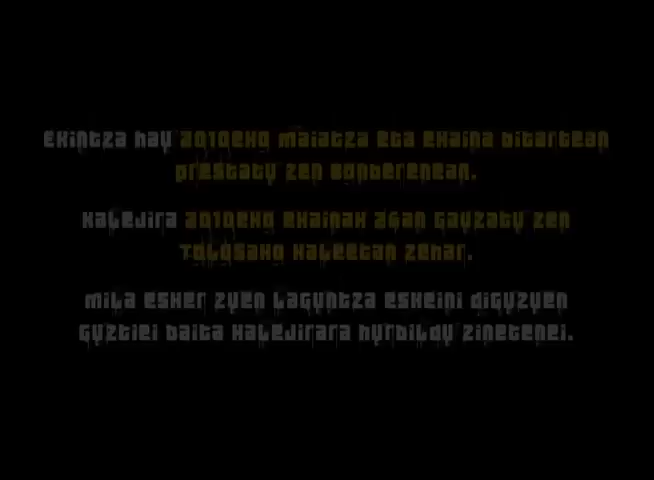 Ekintza hau 2010eko maiatza eta ekaina bitartean
prestatu zen Bonberenean.
Kalejira 2010eko ekainak 26an gauzatu zen
Tolosako kaleetan zehar.
Mila esker zuen laguntza eskeini diguzuen
guztiei baita kalejirara hurbildu zinetenei.